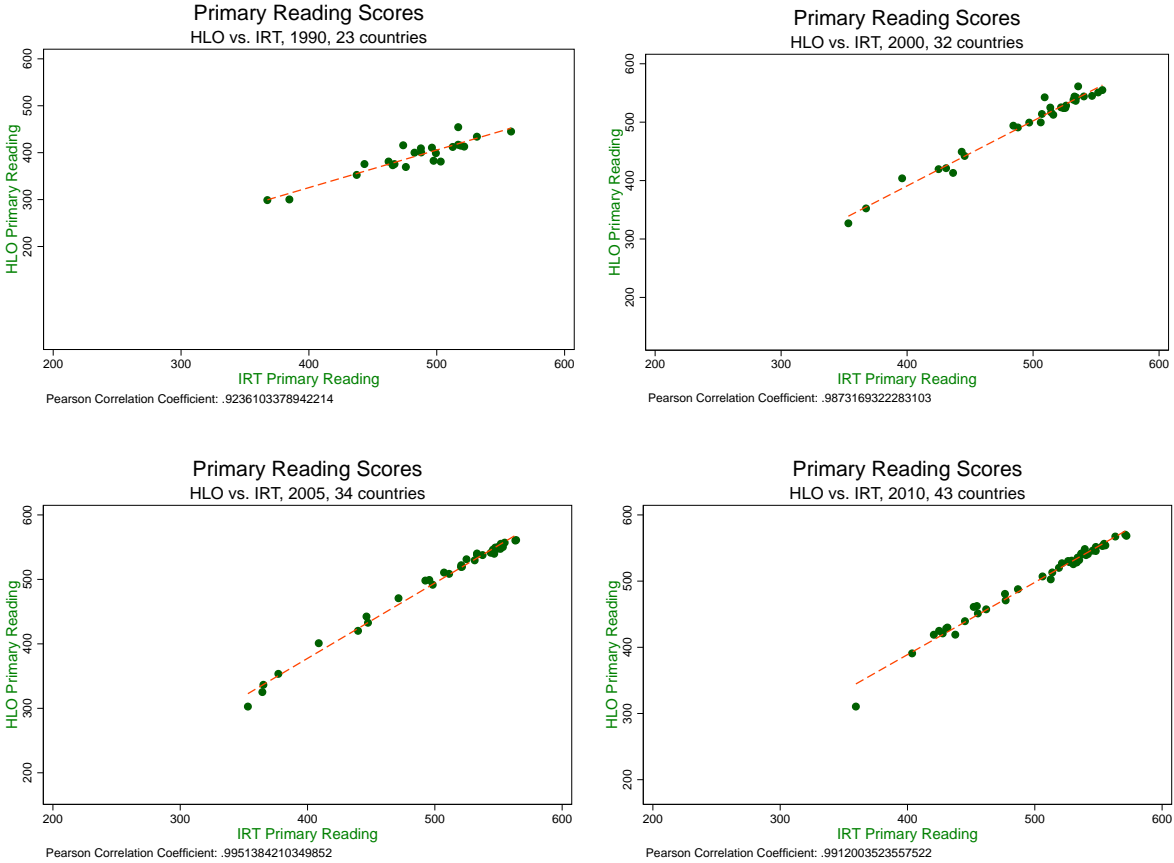 Primary Reading Scores
HLO vs. IRT, 1990, 23 countries
HLO Primary Reading
600
500
400
300
200
200 300 400 500 600
IRT Primary Reading
Pearson Correlation Coefficient: .9236103378942214
Primary Reading Scores
HLO vs. IRT, 2000, 32 countries
HLO Primary Reading
600
500
400
300
200
200 300 400 500 600
IRT Primary Reading
Pearson Correlation Coefficient: .9873169322283103
Primary Reading Scores
HLO vs. IRT, 2005, 34 countries
HLO Primary Reading
600
500
400
300
200
200 300 400 500 600
IRT Primary Reading
Pearson Correlation Coefficient: .9951384210349852
Primary Reading Scores
HLO vs. IRT, 2010, 43 countries
HLO Primary Reading
600
500
400
300
200
200 300 400 500 600
IRT Primary Reading
Pearson Correlation Coefficient: .9912003523557522